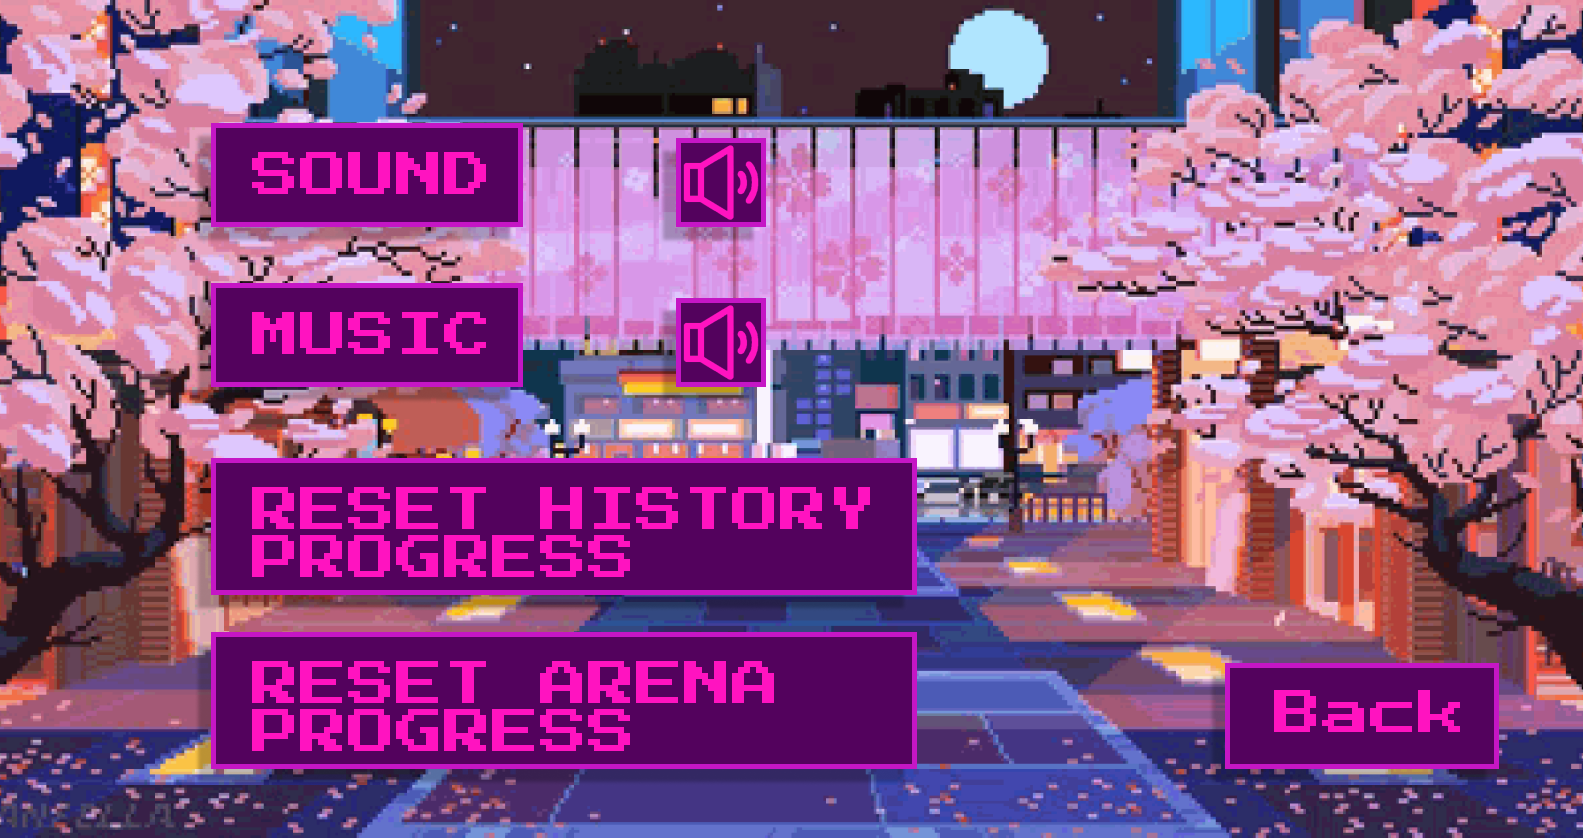 SOUND
MUSIC
RESET HISTORY
PROGRESS
RESET ARENA
PROGRESS
Back